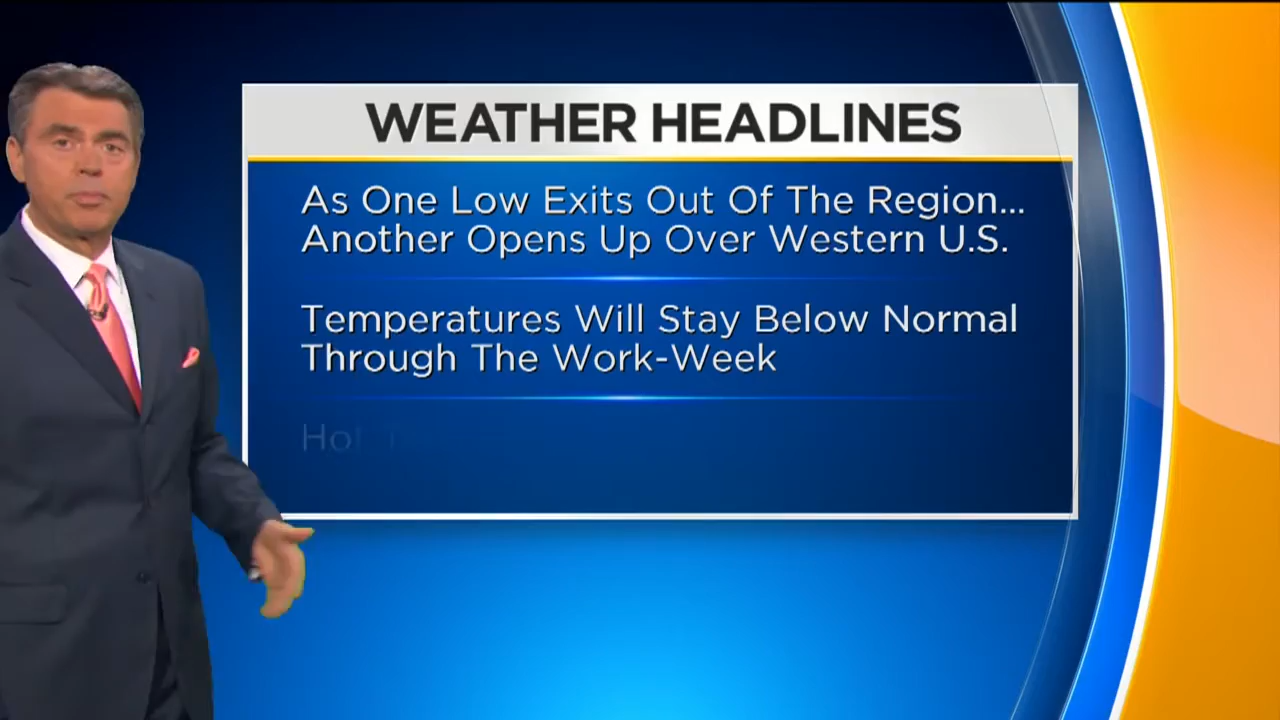 WEATHER HEADLINES
As One Low Exits Out Of The Region...
Another Opens Up Over Western U.S.
Temperatures Will Stay Below Normal
Through The Work-Week